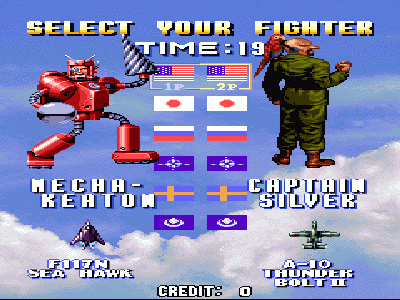 SELECT YOUR FIGHTER
TIME:19
1P 2P
MECHA-
KEATON
CAPTAIN
SILVER
F117N
SEA HAWK
A-10
THUNDER
BOLT II
CREDIT: 0